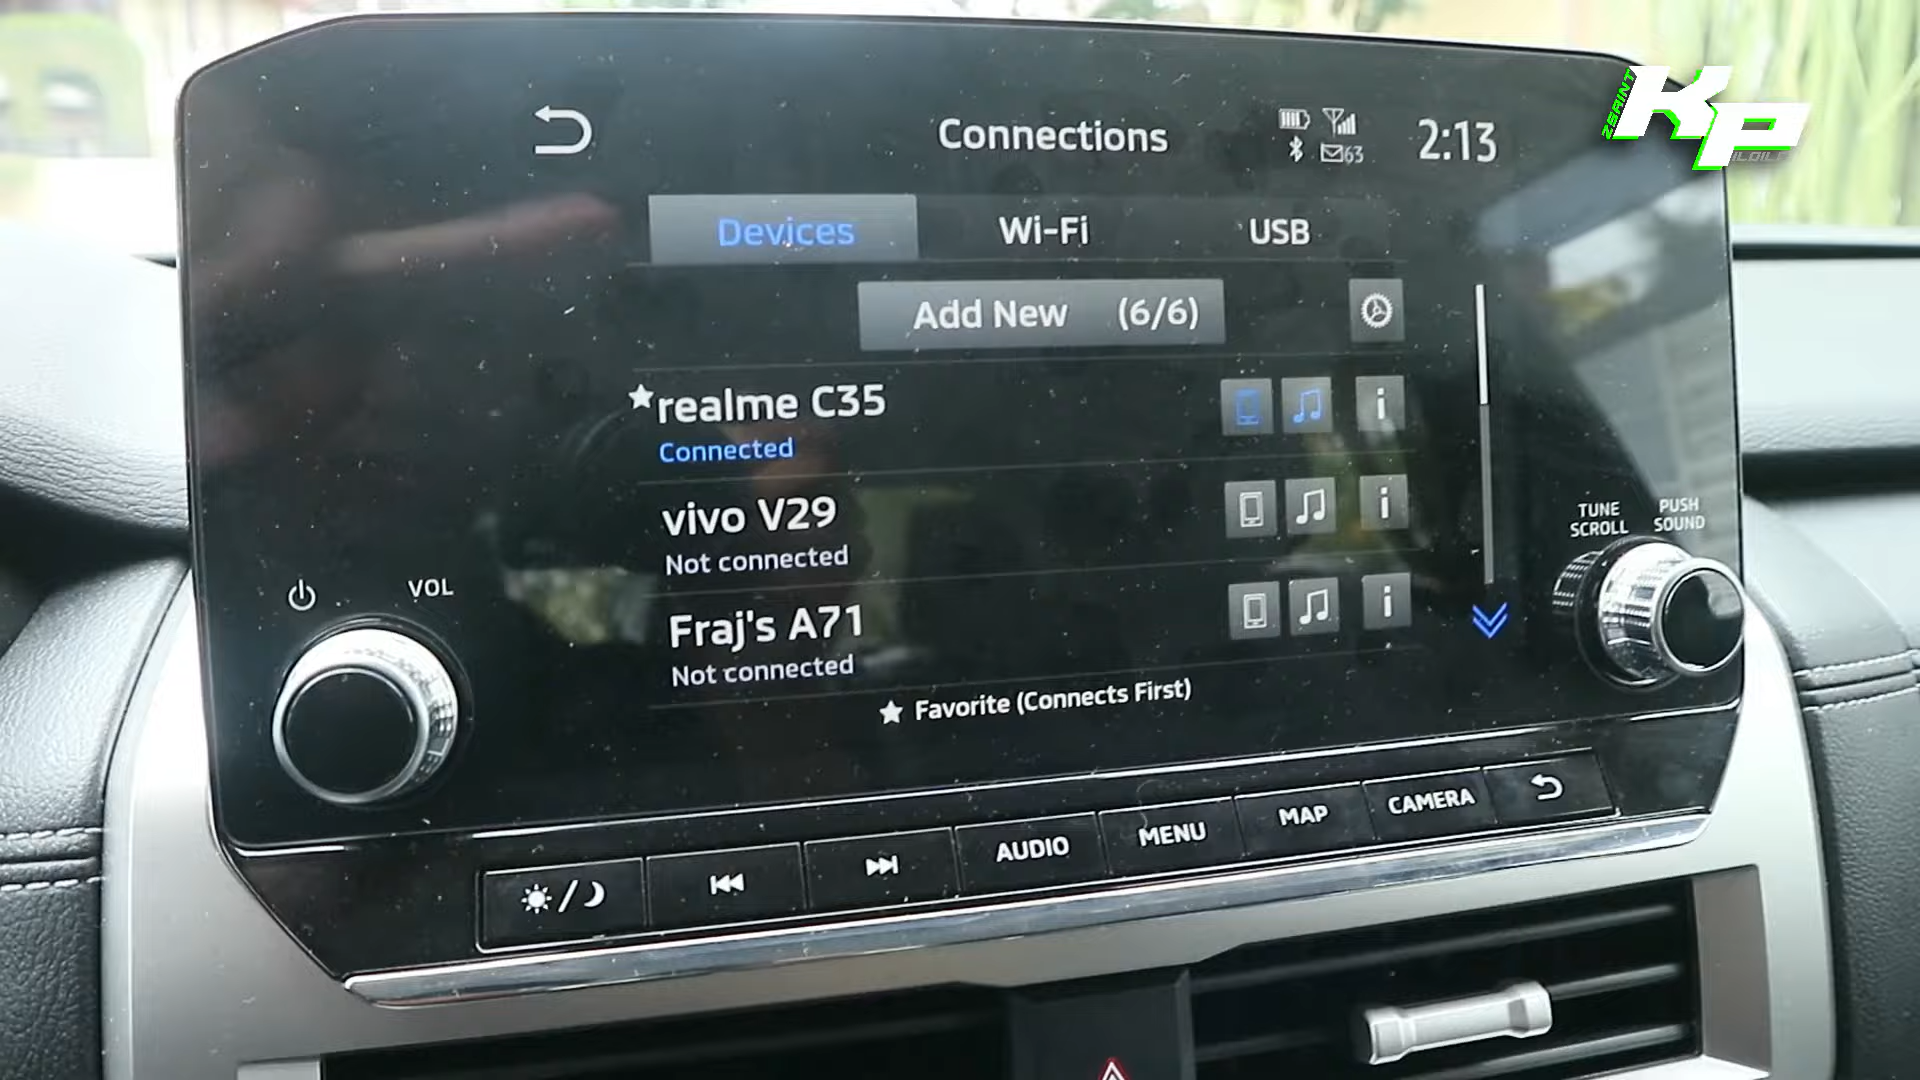 Connections
63
2:13
Devices
Wi-Fi
USB
Add New (6/6)
realme C35
Connected
i
vivo V29
Not connected
i
Fraj's A71
Not connected
i
Favorite (Connects First)
VOL
TUNE
SCROLL
PUSH
SOUND
AUDIO
MENU
MAP
CAMERA
KP